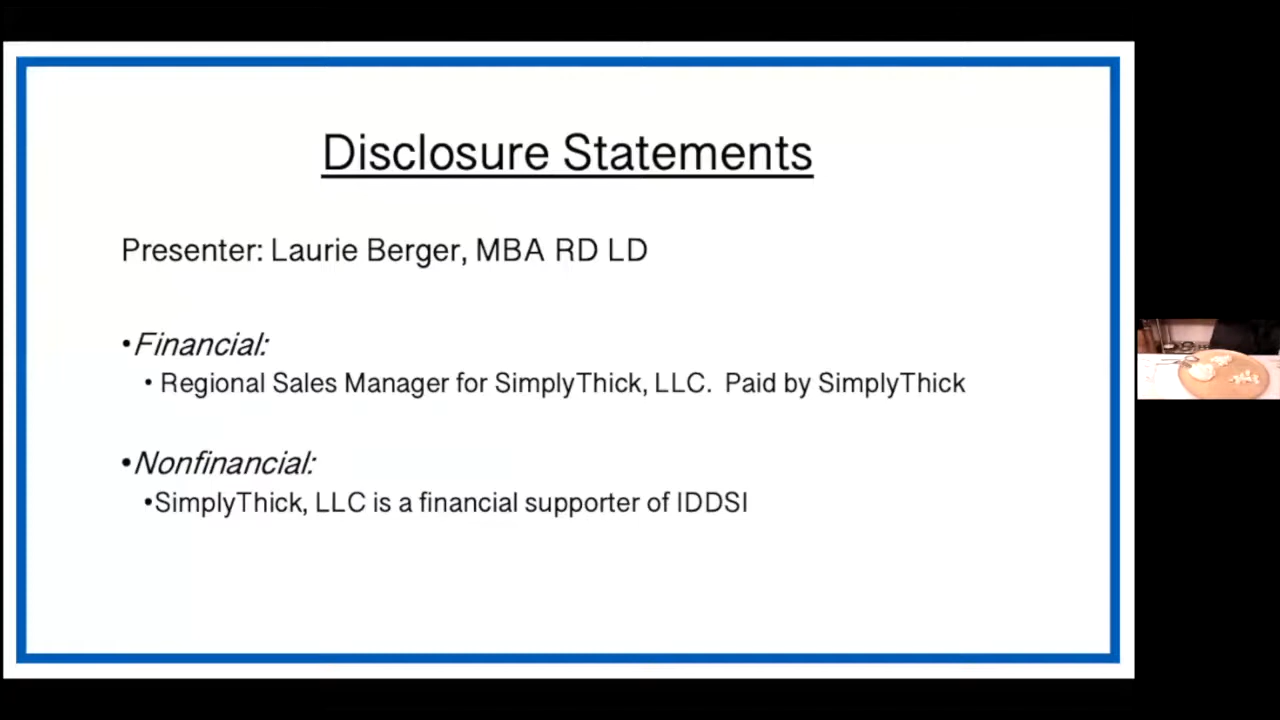 Disclosure Statements
Presenter: Laurie Berger, MBA RD LD
•Financial:
• Regional Sales Manager for SimplyThick, LLC.  Paid by SimplyThick
•Nonfinancial:
•SimplyThick, LLC is a financial supporter of IDDSI